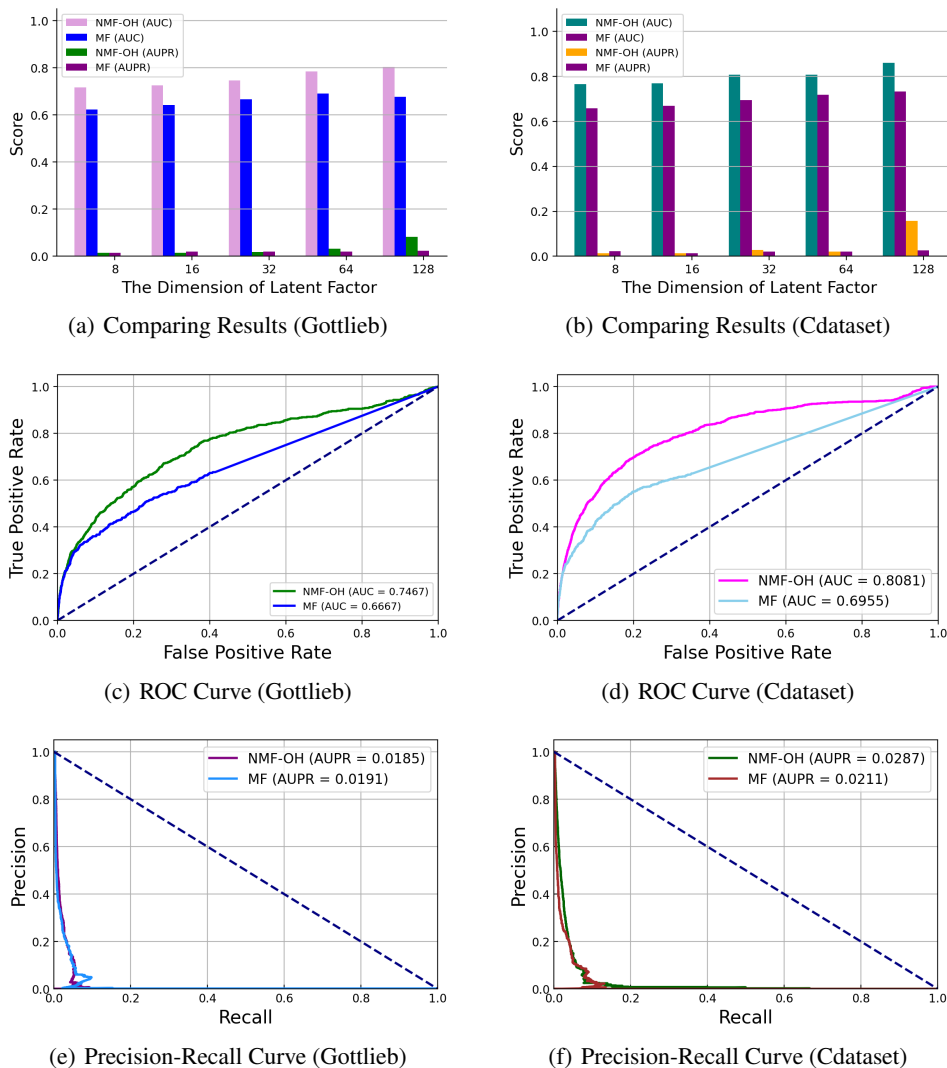 NMF-OH (AUC)
MF (AUC)
NMF-OH (AUPR)
MF (AUPR)
1.0
0.8
0.6
0.4
0.2
0.0
Score
8 16 32 64 128
The Dimension of Latent Factor
(a) Comparing Results (Gottlieb)
NMF-OH (AUC)
MF (AUC)
NMF-OH (AUPR)
MF (AUPR)
1.0
0.8
0.6
0.4
0.2
0.0
Score
8 16 32 64 128
The Dimension of Latent Factor
(b) Comparing Results (Cdataset)
1.0
0.8
0.6
0.4
0.2
0.0
True Positive Rate
NMF-OH (AUC = 0.7467)
MF (AUC = 0.6667)
0.0 0.2 0.4 0.6 0.8 1.0
False Positive Rate
(c) ROC Curve (Gottlieb)
1.0
0.8
0.6
0.4
0.2
0.0
True Positive Rate
NMF-OH (AUC = 0.8081)
MF (AUC = 0.6955)
0.0 0.2 0.4 0.6 0.8 1.0
False Positive Rate
(d) ROC Curve (Cdataset)
NMF-OH (AUPR = 0.0185)
MF (AUPR = 0.0191)
1.0
0.8
0.6
0.4
0.2
0.0
Precision
0.0 0.2 0.4 0.6 0.8 1.0
Recall
(e) Precision-Recall Curve (Gottlieb)
NMF-OH (AUPR = 0.0287)
MF (AUPR = 0.0211)
1.0
0.8
0.6
0.4
0.2
0.0
Precision
0.0 0.2 0.4 0.6 0.8 1.0
Recall
(f) Precision-Recall Curve (Cdataset)